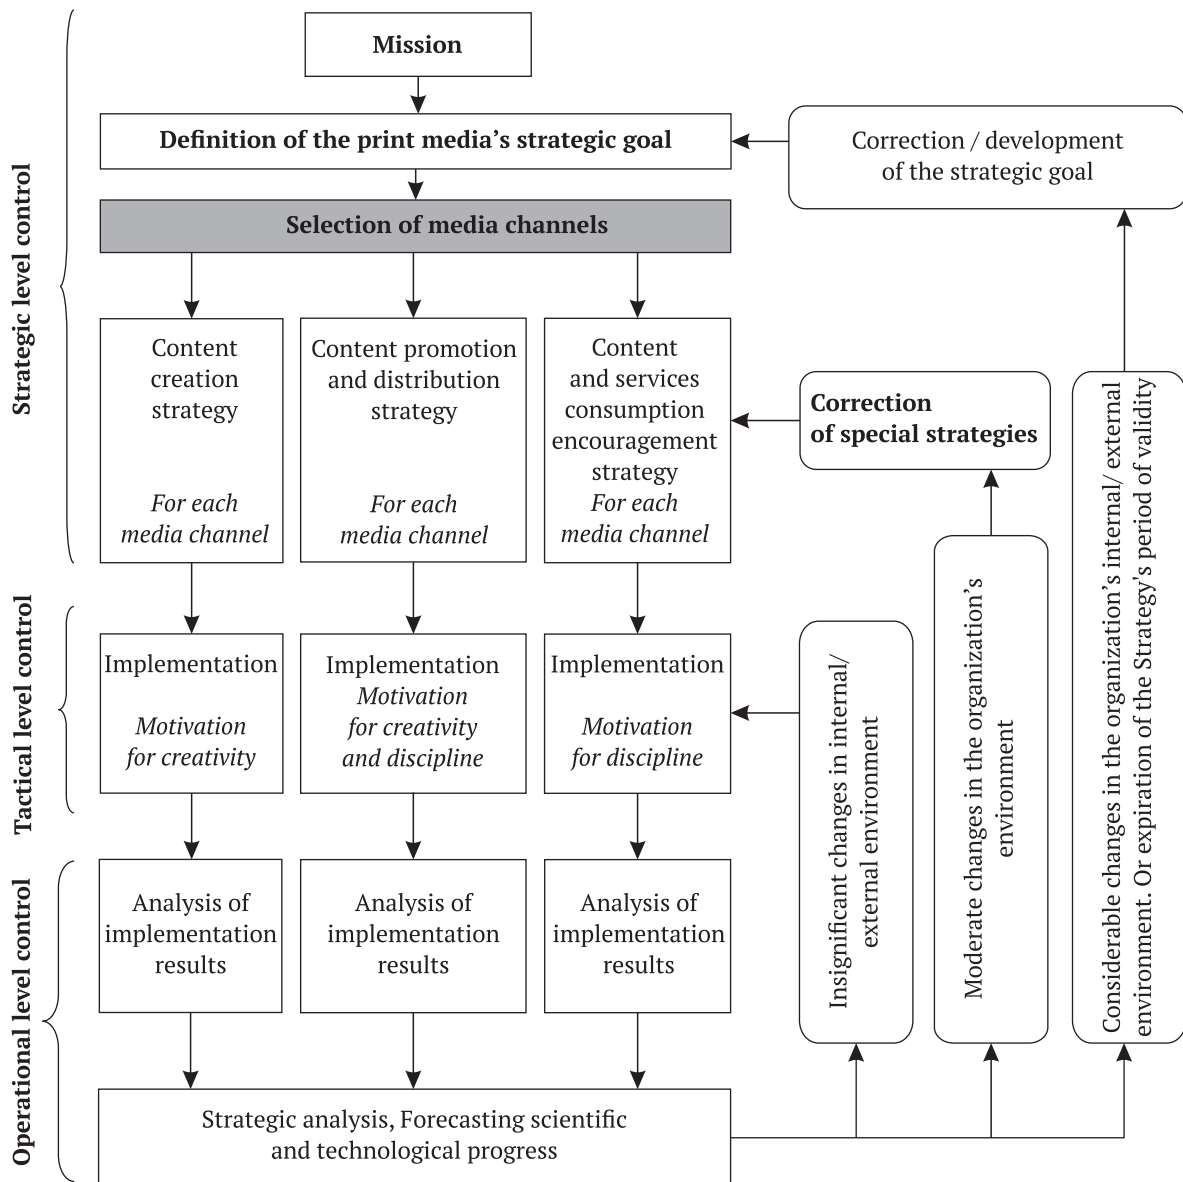 Mission
Definition of the print media’s strategic goal
Correction / development
of the strategic goal
Selection of media channels
Strategic level control
Content
creation
strategy
For each
media channel
Content promotion
and distribution
strategy
For each
media channel
Content
and services
consumption
encouragement
strategy
For each
media channel
Correction
of special strategies
Tactical level control
Implementation
Motivation
for creativity
Implementation
Motivation
for creativity
and discipline
Implementation
Motivation
for discipline
Insignificant changes in internal/
external environment
Moderate changes in the organization’s
environment
Considerable changes in the organization’s internal/ external
environment. Or expiration of the Strategy’s period of validity
Operational level control
Analysis of
implementation
results
Analysis of
implementation
results
Analysis of
implementation
results
Strategic analysis, Forecasting scientific
and technological progress